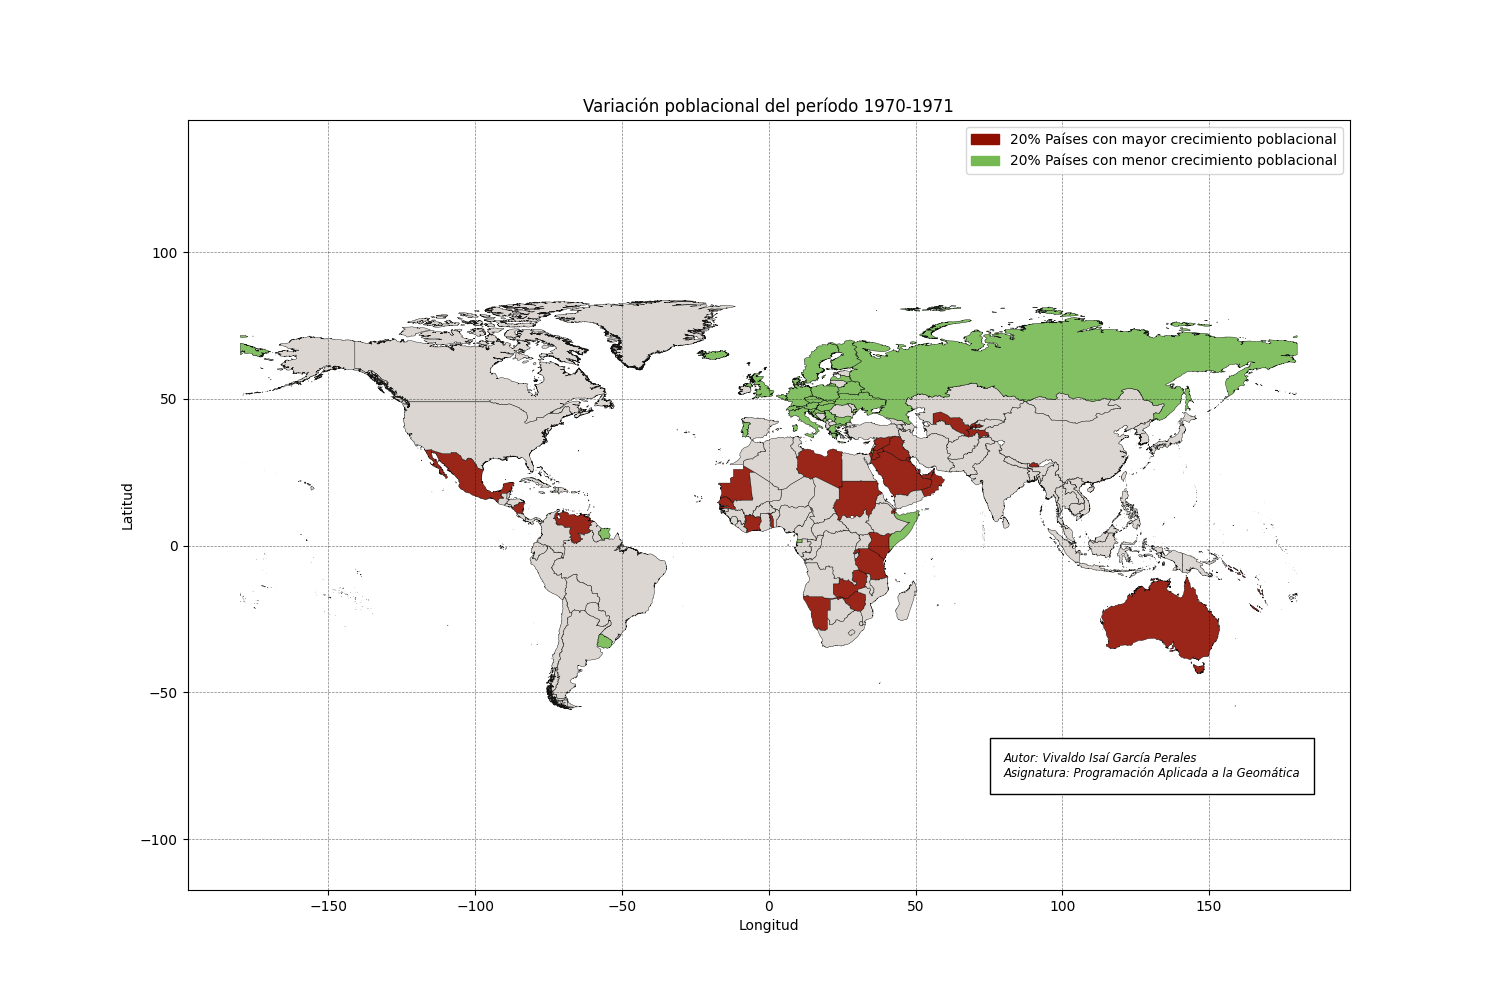 Variación poblacional del período 1970-1971
20% Países con mayor crecimiento poblacional
20% Países con menor crecimiento poblacional
100
50
0
−50
−100
Latitud
Autor: Vivaldo Isaí García Perales
Asignatura: Programación Aplicada a la Geomática
−150 −100 −50 0 50 100 150
Longitud